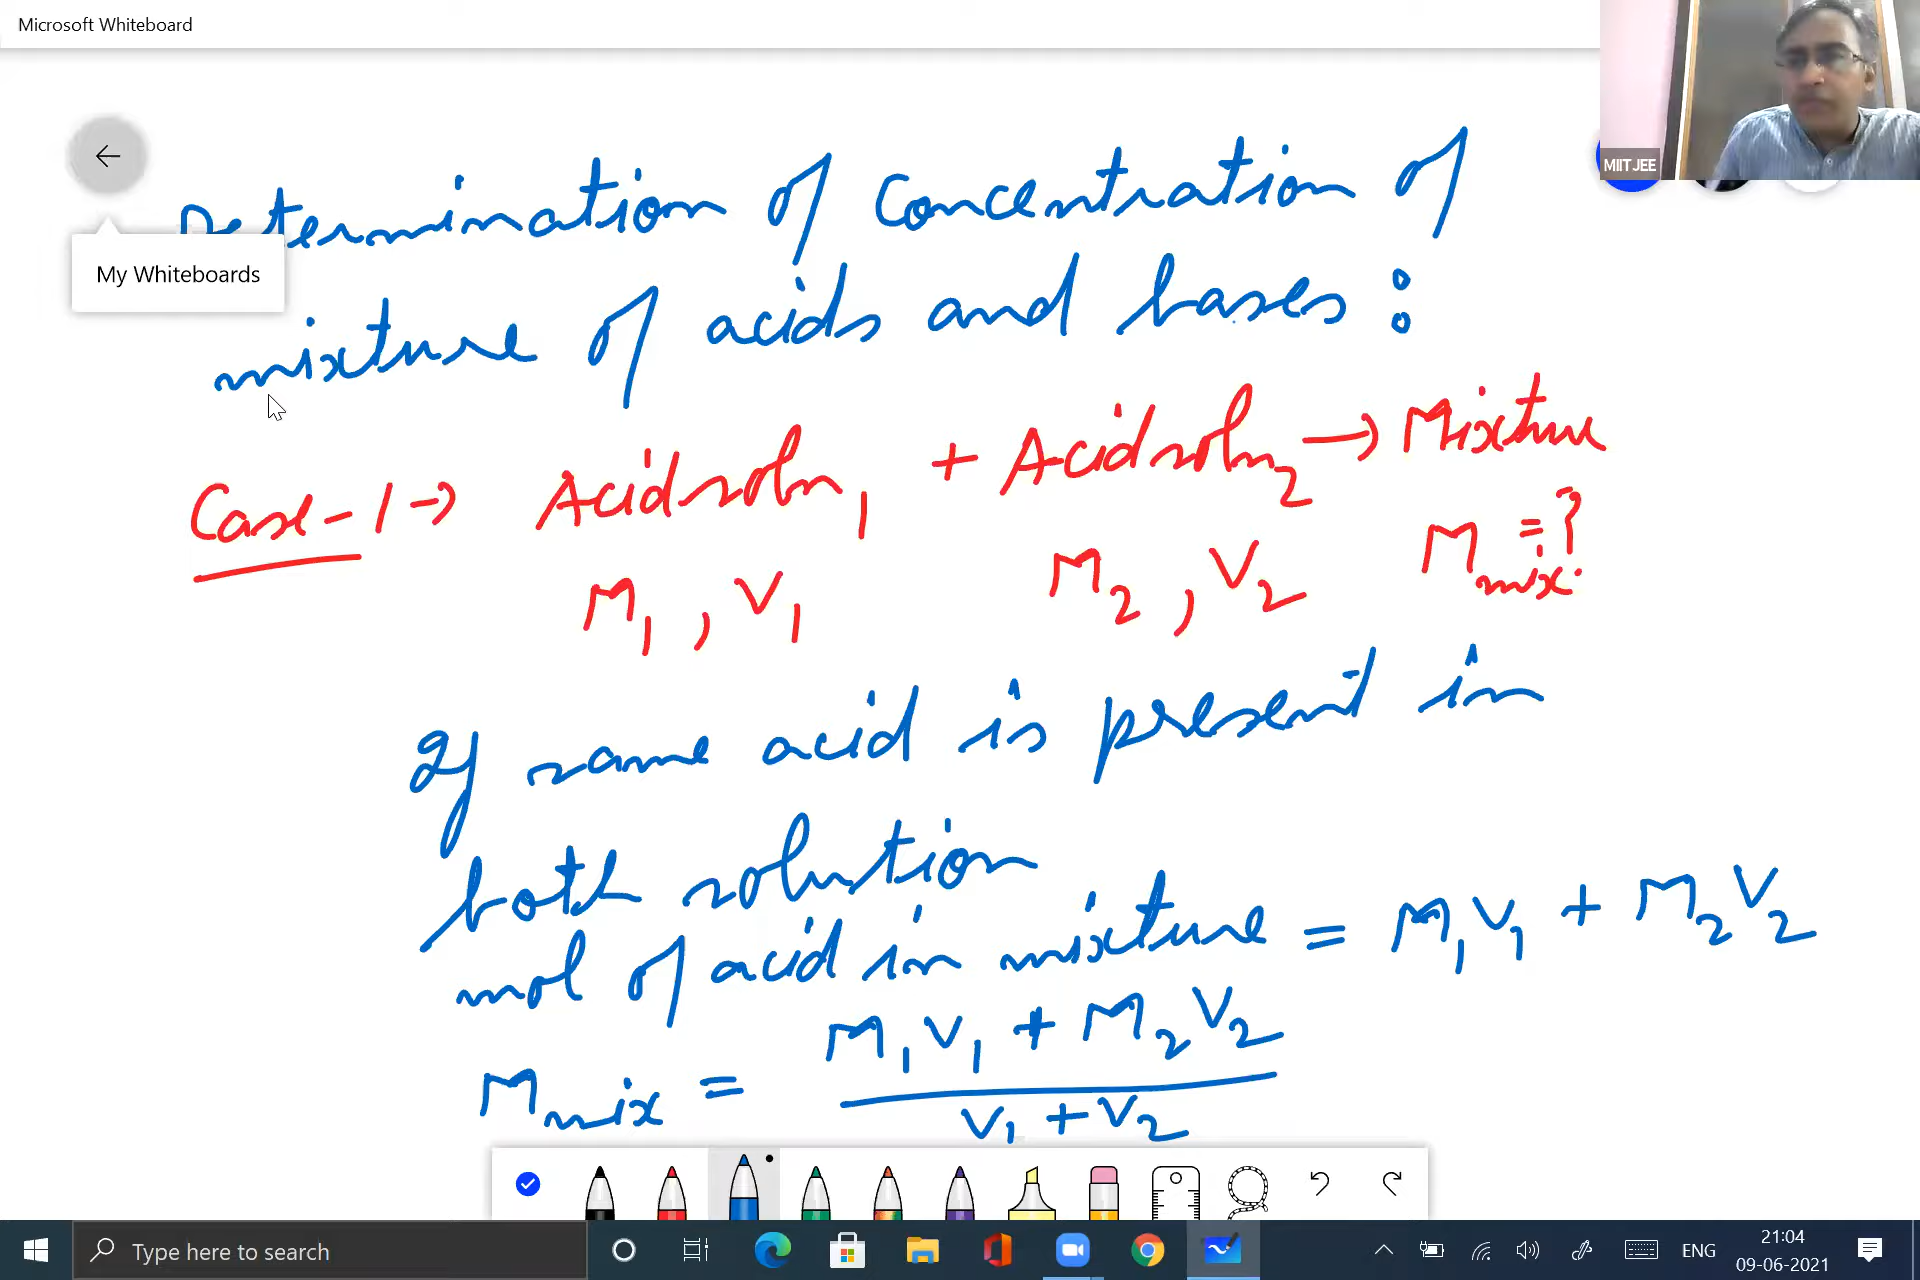 Microsoft Whiteboard
MIIT JEE
Determination of Concentration of
My Whiteboards
mixture of acids and bases :
Case-1 → Acid soln₁ + Acid soln₂ → Mixture
M₁ , V₁ M₂ , V₂ M mix. = ?
If same acid is present in
both solution
mol of acid in mixture = M₁V₁ + M₂V₂
M mix = (M₁V₁ + M₂V₂) / (V₁ + V₂)
Type here to search
ENG
21:04
09-06-2021